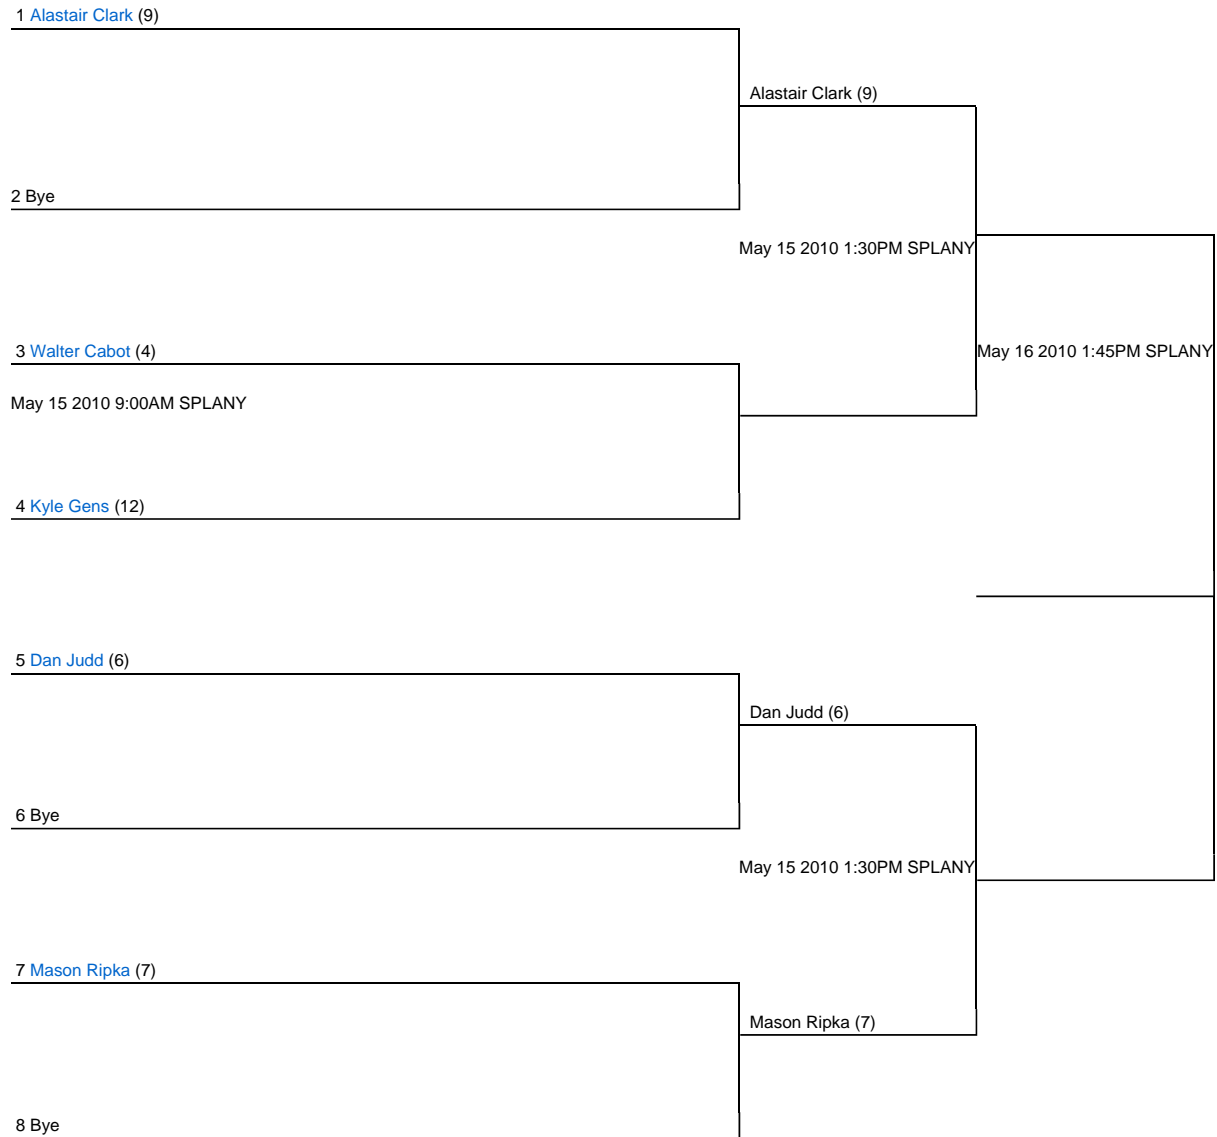 1 Alastair Clark (9)
Alastair Clark (9)
2 Bye
May 15 2010 1:30PM SPLANY
3 Walter Cabot (4)
May 16 2010 1:45PM SPLANY
May 15 2010 9:00AM SPLANY
4 Kyle Gens (12)
5 Dan Judd (6)
Dan Judd (6)
6 Bye
May 15 2010 1:30PM SPLANY
7 Mason Ripka (7)
Mason Ripka (7)
8 Bye